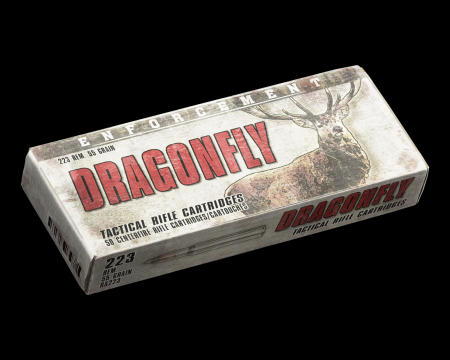 ENFORCEMENT
223 REM. 55 GRAIN
DRAGONFLY
TACTICAL RIFLE CARTRIDGES
50 CENTERFIRE RIFLE CARTRIDGES/CARTOUCHES
DRAGONFLY
TACTICAL RIFLE CARTRIDGES
223
REM
55 GRAIN
RA223